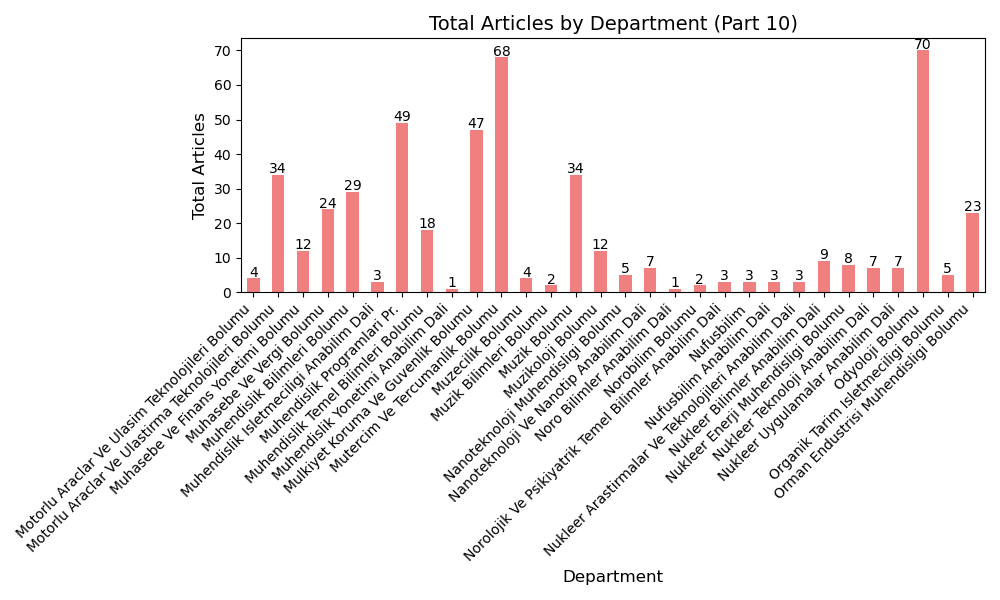 Total Articles by Department (Part 10)
Total Articles
70
60
50
40
30
20
10
0
4
34
12
24
29
3
49
18
1
47
68
4
2
34
12
5
7
1
2
3
3
3
3
9
8
7
7
70
5
23
Motorlu Araclar Ve Ulasim Teknolojileri Bolumu
Motorlu Araclar Ve Ulastirma Teknolojileri Bolumu
Muhasebe Ve Finans Yonetimi Bolumu
Muhasebe Ve Vergi Bolumu
Muhendislik Bilimleri Bolumu
Muhendislik Isletmeciligi Anabilim Dali
Muhendislik Programlari Pr.
Muhendislik Temel Bilimleri Bolumu
Muhendislik Yonetimi Anabilim Dali
Mulkiyet Koruma Ve Guvenlik Bolumu
Mutercim Ve Tercumanlik Bolumu
Muzecilik Bolumu
Muzik Bilimleri Bolumu
Muzik Bolumu
Muzikoloji Bolumu
Nanoteknoloji Muhendisligi Bolumu
Nanoteknoloji Ve Nanotip Anabilim Dali
Noro Bilimler Anabilim Dali
Norobilim Bolumu
Norolojik Ve Psikiyatrik Temel Bilimler Anabilim Dali
Nufusbilim
Nufusbilim Anabilim Dali
Nukleer Arastirmalar Ve Teknolojileri Anabilim Dali
Nukleer Bilimler Anabilim Dali
Nukleer Enerji Muhendisligi Bolumu
Nukleer Teknoloji Anabilim Dali
Nukleer Uygulamalar Anabilim Dali
Odyoloji Bolumu
Organik Tarim Isletmeciligi Bolumu
Orman Endustrisi Muhendisligi Bolumu
Department